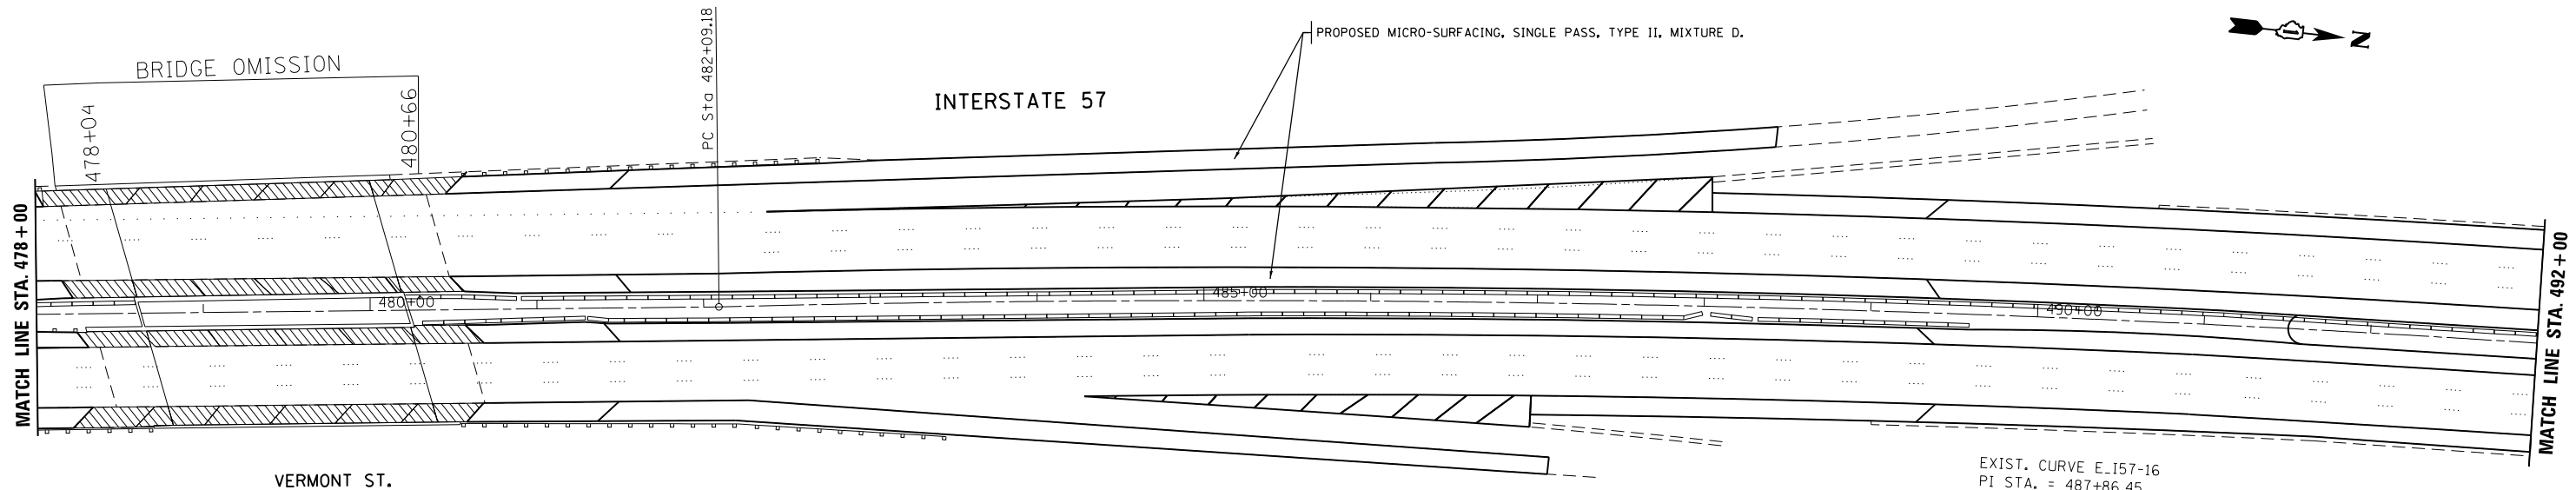 PC Sta 482+09.18
PROPOSED MICRO-SURFACING, SINGLE PASS, TYPE II, MIXTURE D.
N
BRIDGE OMISSION
INTERSTATE 57
478+04
480+66
MATCH LINE STA. 478+00
480+00
485+00
490+00
MATCH LINE STA. 492+00
VERMONT ST.
EXIST. CURVE E_I57-16
PI STA. = 487+86.45